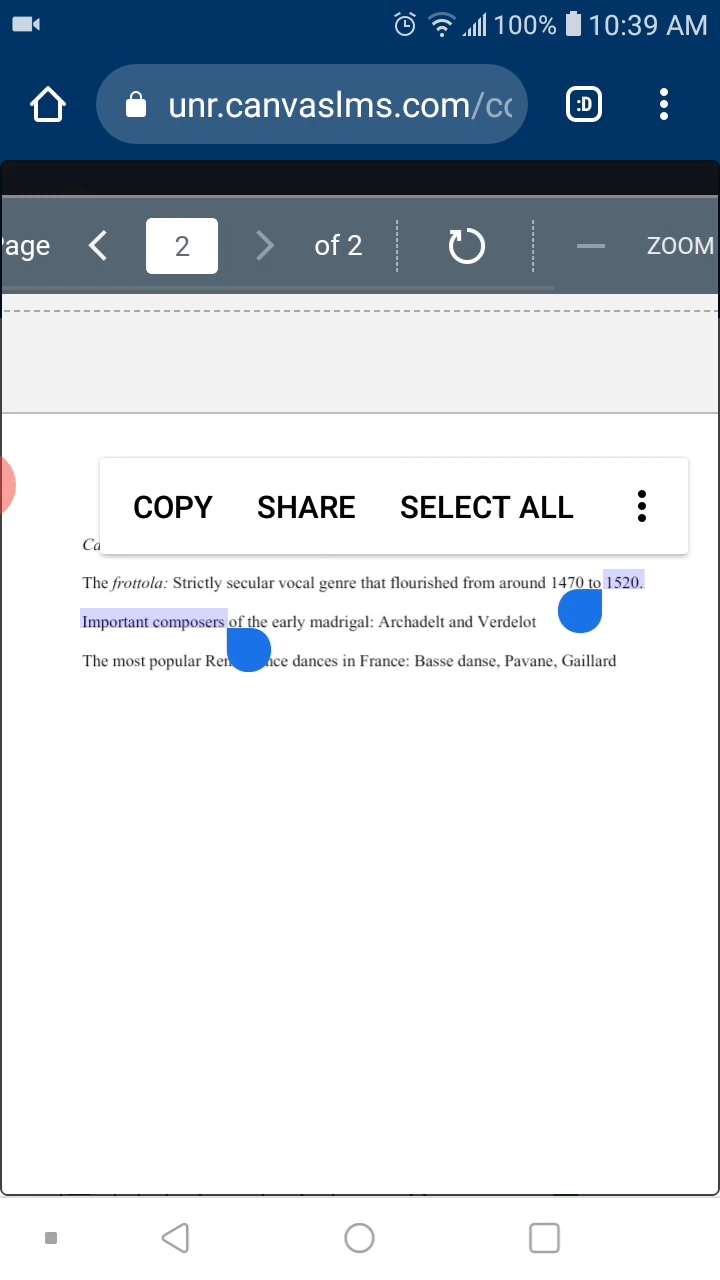 100% 10:39 AM
unr.canvaslms.com/cc
:D
age 2 of 2 ZOOM
COPY SHARE SELECT ALL
Ca
The frottola: Strictly secular vocal genre that flourished from around 1470 to 1520.
Important composers of the early madrigal: Archadelt and Verdelot
The most popular Ren nce dances in France: Basse danse, Pavane, Gaillard